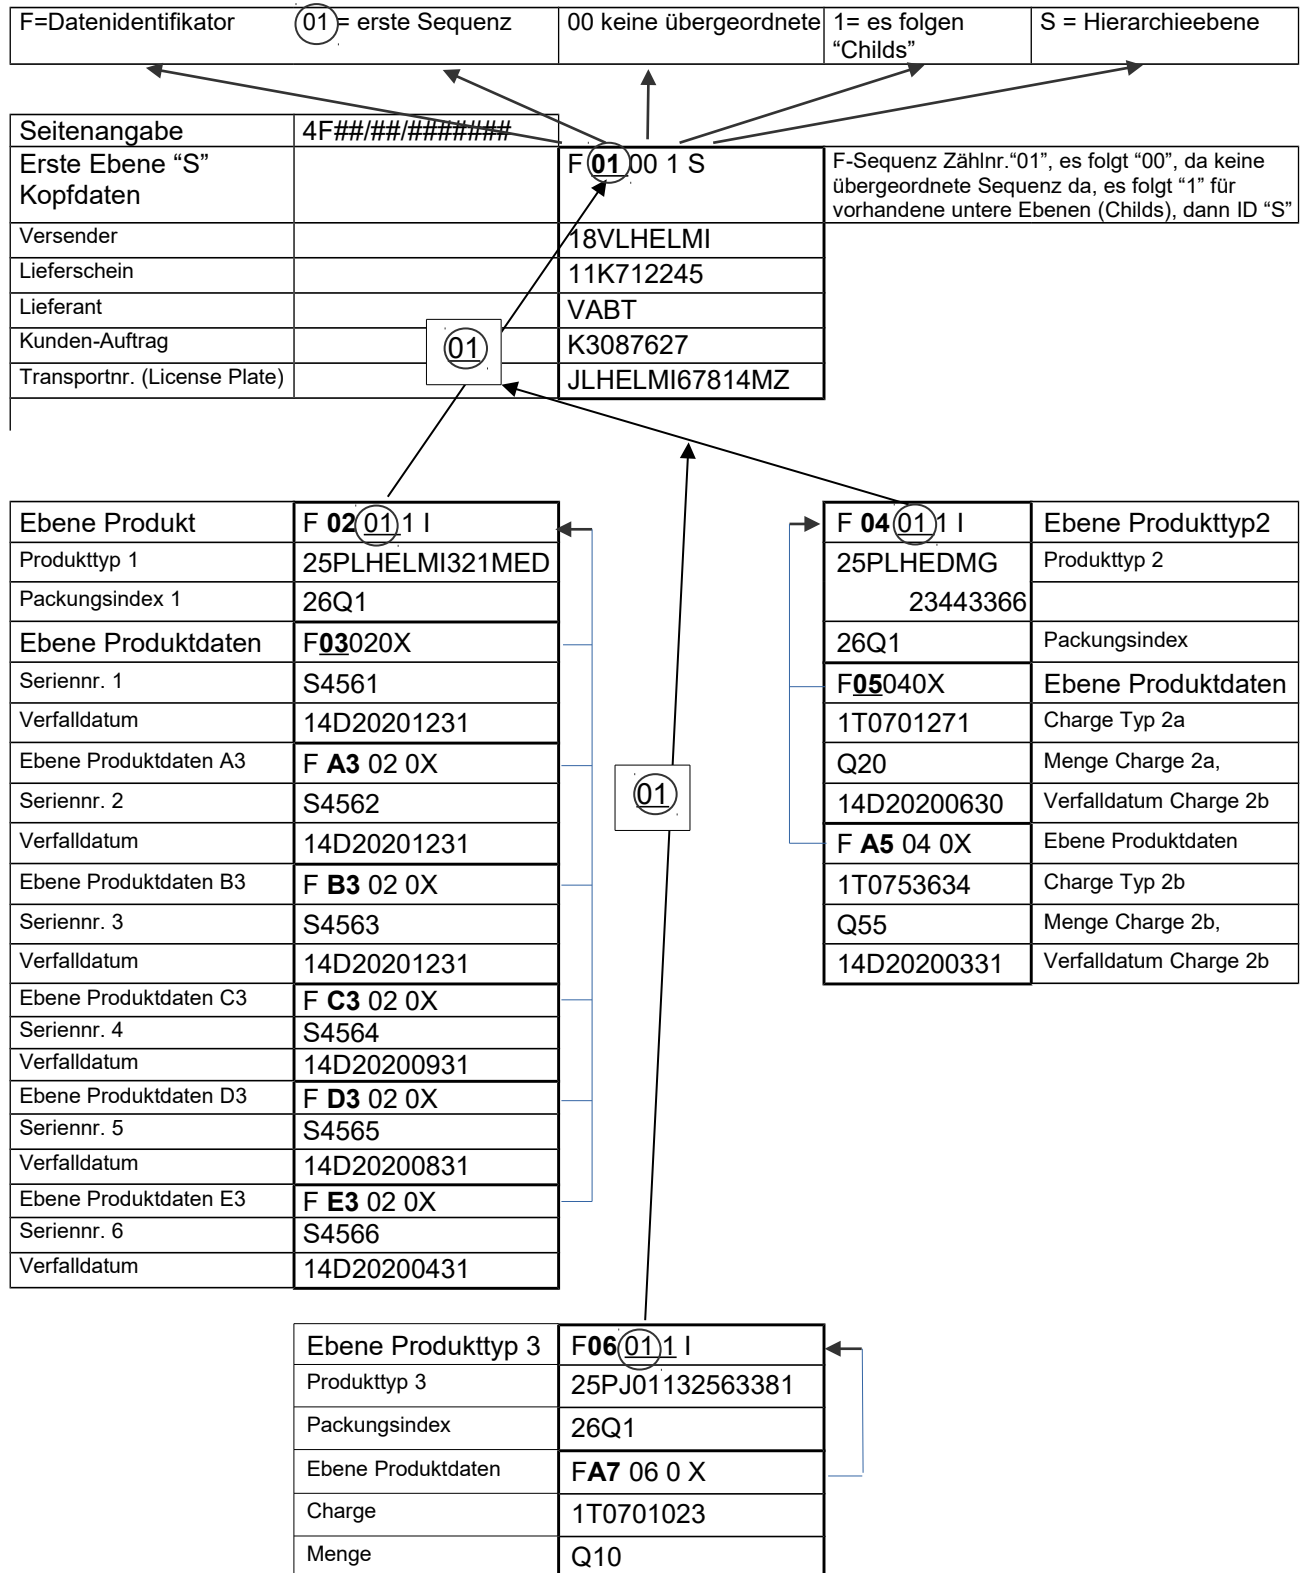 F=Datenidentifikator
01 = erste Sequenz
00 keine übergeordnete
1= es folgen
“Childs”
S = Hierarchieebene
Seitenangabe
4F##/##/#######
Erste Ebene “S”
Kopfdaten
F 01 00 1 S
F-Sequenz Zählnr.“01”, es folgt “00”, da keine
übergeordnete Sequenz da, es folgt “1” für
vorhandene untere Ebenen (Childs), dann ID “S”
Versender
18VLHELMI
Lieferschein
11K712245
Lieferant
VABT
Kunden-Auftrag
K3087627
Transportnr. (License Plate)
JLHELMI67814MZ
01
Ebene Produkt
F 02 01 1 I
Produkttyp 1
25PLHELMI321MED
Packungsindex 1
26Q1
Ebene Produktdaten
F03020X
Seriennr. 1
S4561
Verfalldatum
14D20201231
Ebene Produktdaten A3
F A3 02 0X
Seriennr. 2
S4562
Verfalldatum
14D20201231
Ebene Produktdaten B3
F B3 02 0X
Seriennr. 3
S4563
Verfalldatum
14D20201231
Ebene Produktdaten C3
F C3 02 0X
Seriennr. 4
S4564
Verfalldatum
14D20200931
Ebene Produktdaten D3
F D3 02 0X
Seriennr. 5
S4565
Verfalldatum
14D20200831
Ebene Produktdaten E3
F E3 02 0X
Seriennr. 6
S4566
Verfalldatum
14D20200431
01
F 04 01 1 I
Ebene Produkttyp2
25PLHEDMG
Produkttyp 2
23443366
26Q1
Packungsindex
F05040X
Ebene Produktdaten
1T0701271
Charge Typ 2a
Q20
Menge Charge 2a,
14D20200630
Verfalldatum Charge 2b
F A5 04 0X
Ebene Produktdaten
1T0753634
Charge Typ 2b
Q55
Menge Charge 2b,
14D20200331
Verfalldatum Charge 2b
Ebene Produkttyp 3
F06 01 1 I
Produkttyp 3
25PJ01132563381
Packungsindex
26Q1
Ebene Produktdaten
FA7 06 0 X
Charge
1T0701023
Menge
Q10